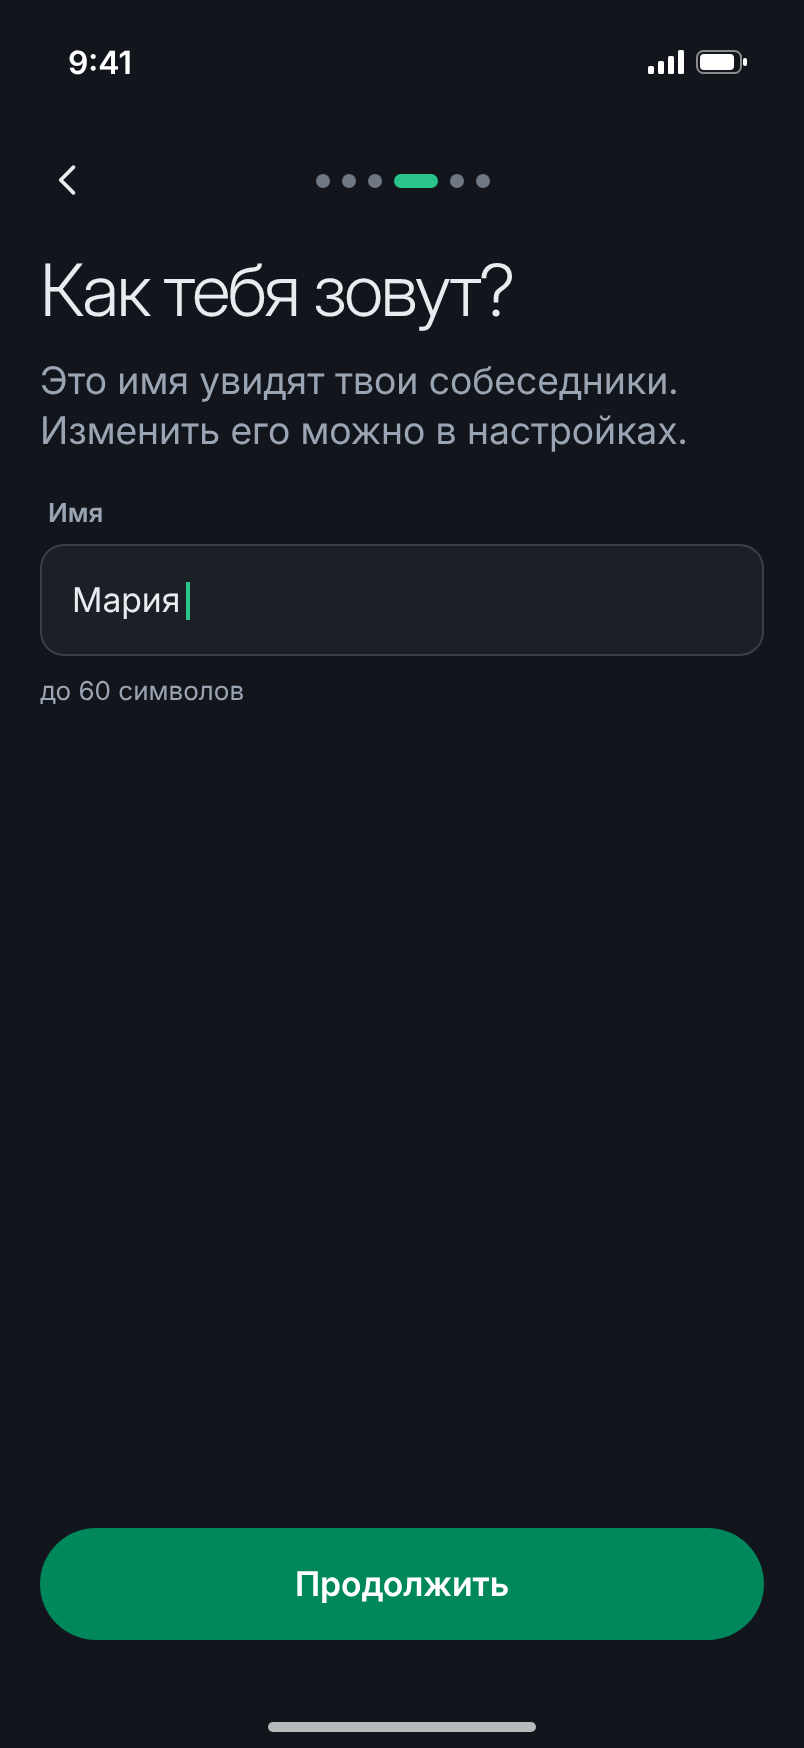 9:41
Как тебя зовут?
Это имя увидят твои собеседники.
Изменить его можно в настройках.
Имя
Мария
до 60 символов
Продолжить